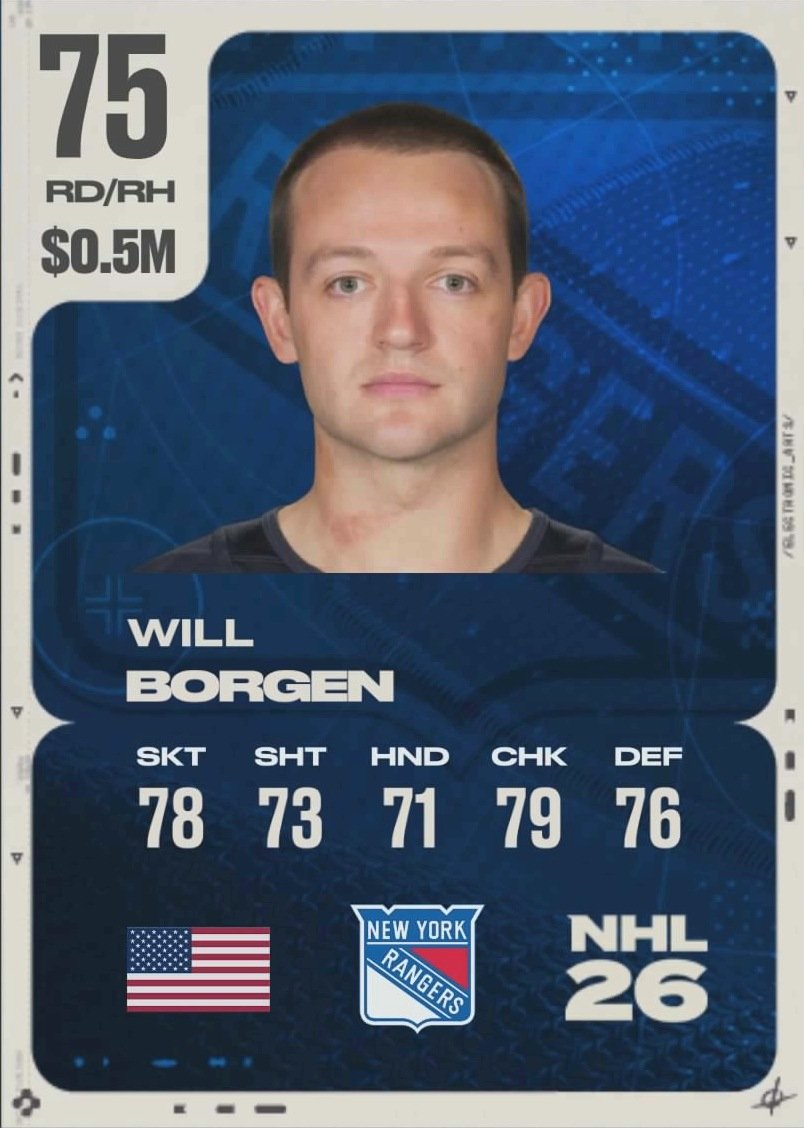 75
RD/RH
$0.5M
WILL
BORGEN
SKT SHT HND CHK DEF
78 73 71 79 76
NEW YORK
RANGERS
NHL
26